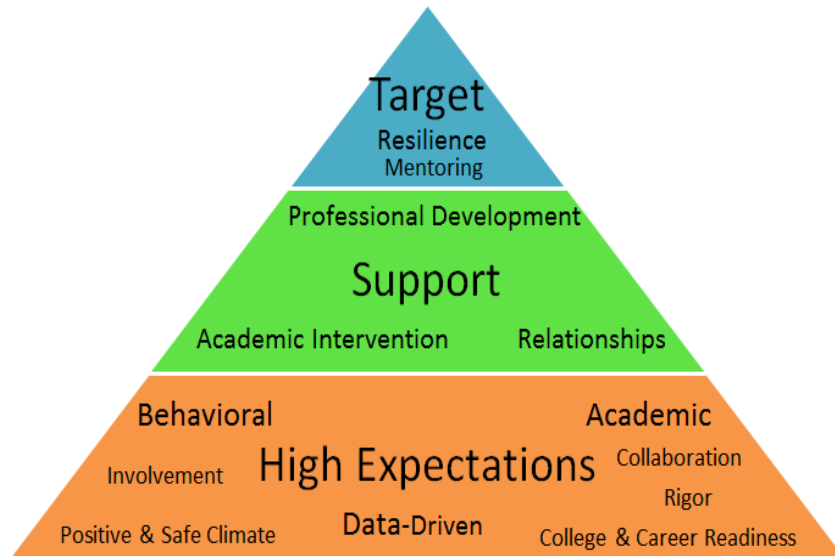 Target
Resilience
Mentoring
Professional Development
Support
Academic Intervention Relationships
Behavioral Academic
High Expectations
Involvement Collaboration
Rigor
Data-Driven
Positive & Safe Climate College & Career Readiness